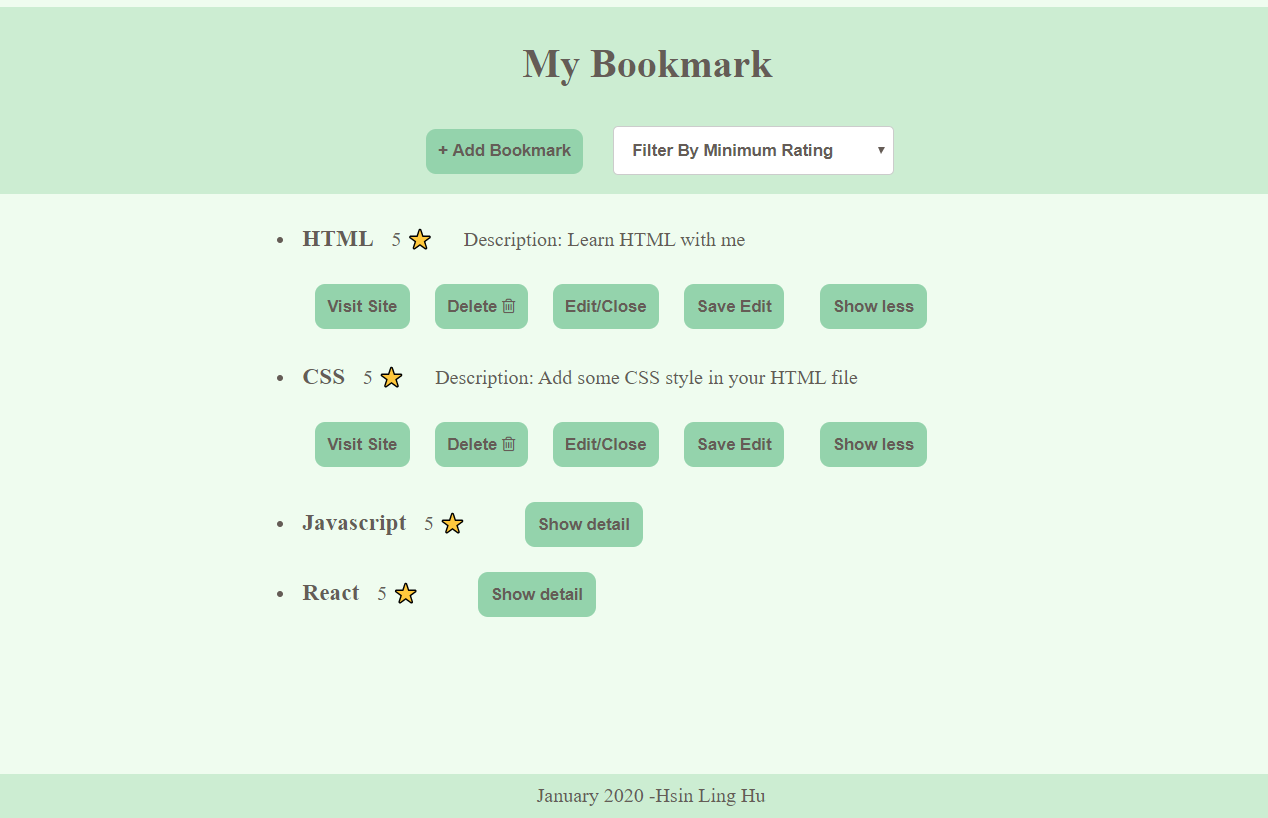 My Bookmark
+ Add Bookmark Filter By Minimum Rating
HTML 5 Description: Learn HTML with me
Visit Site Delete Edit/Close Save Edit Show less
CSS 5 Description: Add some CSS style in your HTML file
Visit Site Delete Edit/Close Save Edit Show less
Javascript 5 Show detail
React 5 Show detail
January 2020 -Hsin Ling Hu